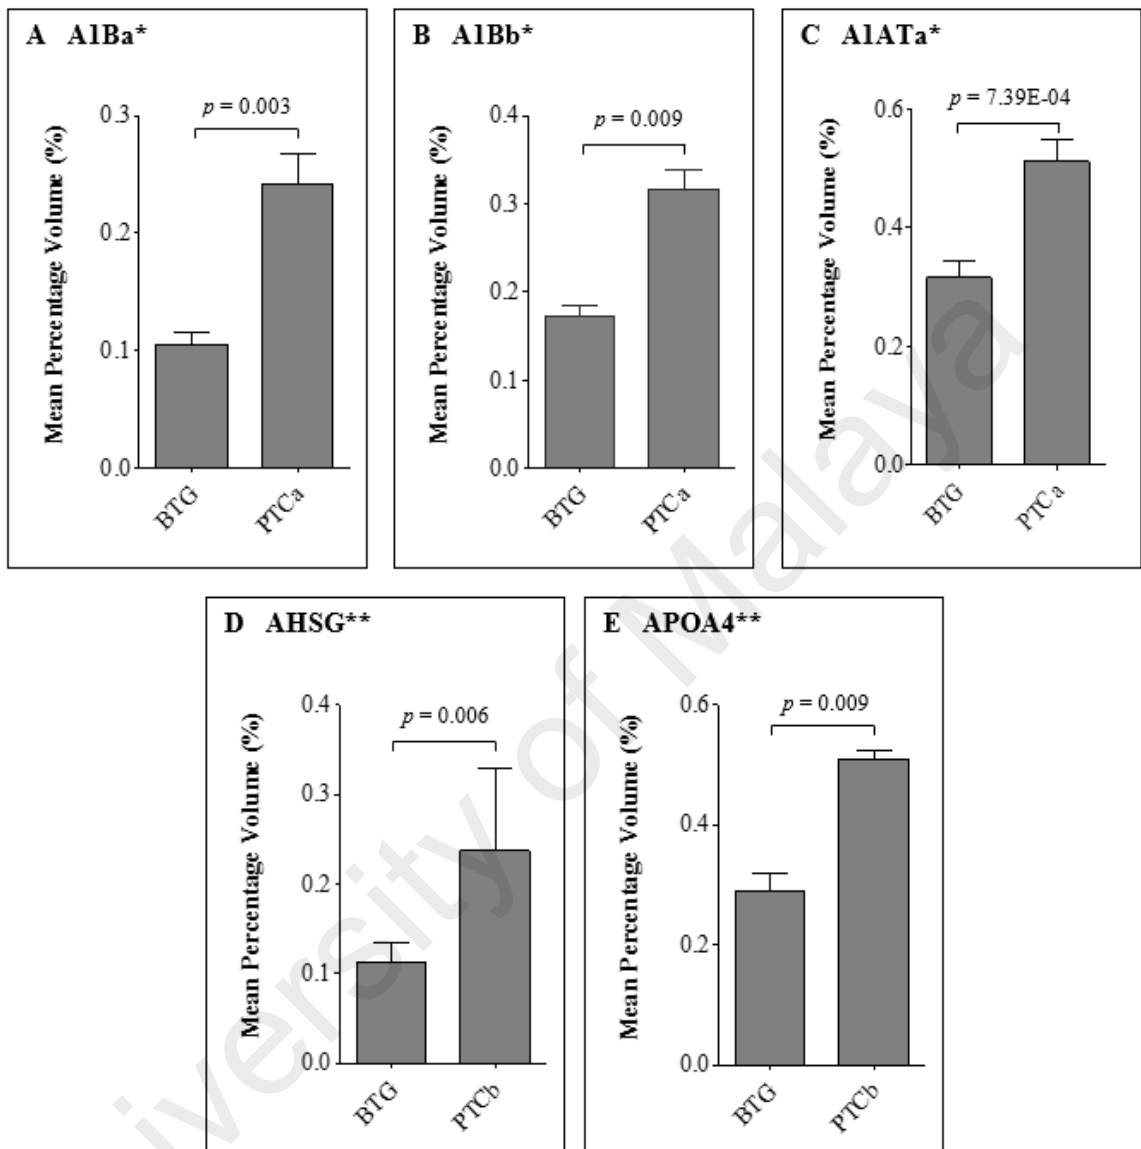 A A1Ba*
Mean Percentage Volume (%)
0.3
0.2
0.1
0.0
p = 0.003
BTG
PTCa
B A1Bb*
Mean Percentage Volume (%)
0.4
0.3
0.2
0.1
0.0
p = 0.009
BTG
PTCa
C A1ATa*
Mean Percentage Volume (%)
0.6
0.4
0.2
0.0
p = 7.39E-04
BTG
PTCa
D AHSG**
Mean Percentage Volume (%)
0.4
0.3
0.2
0.1
0.0
p = 0.006
BTG
PTCb
E APOA4**
Mean Percentage Volume (%)
0.6
0.4
0.2
0.0
p = 0.009
BTG
PTCb
iversity of Malaya